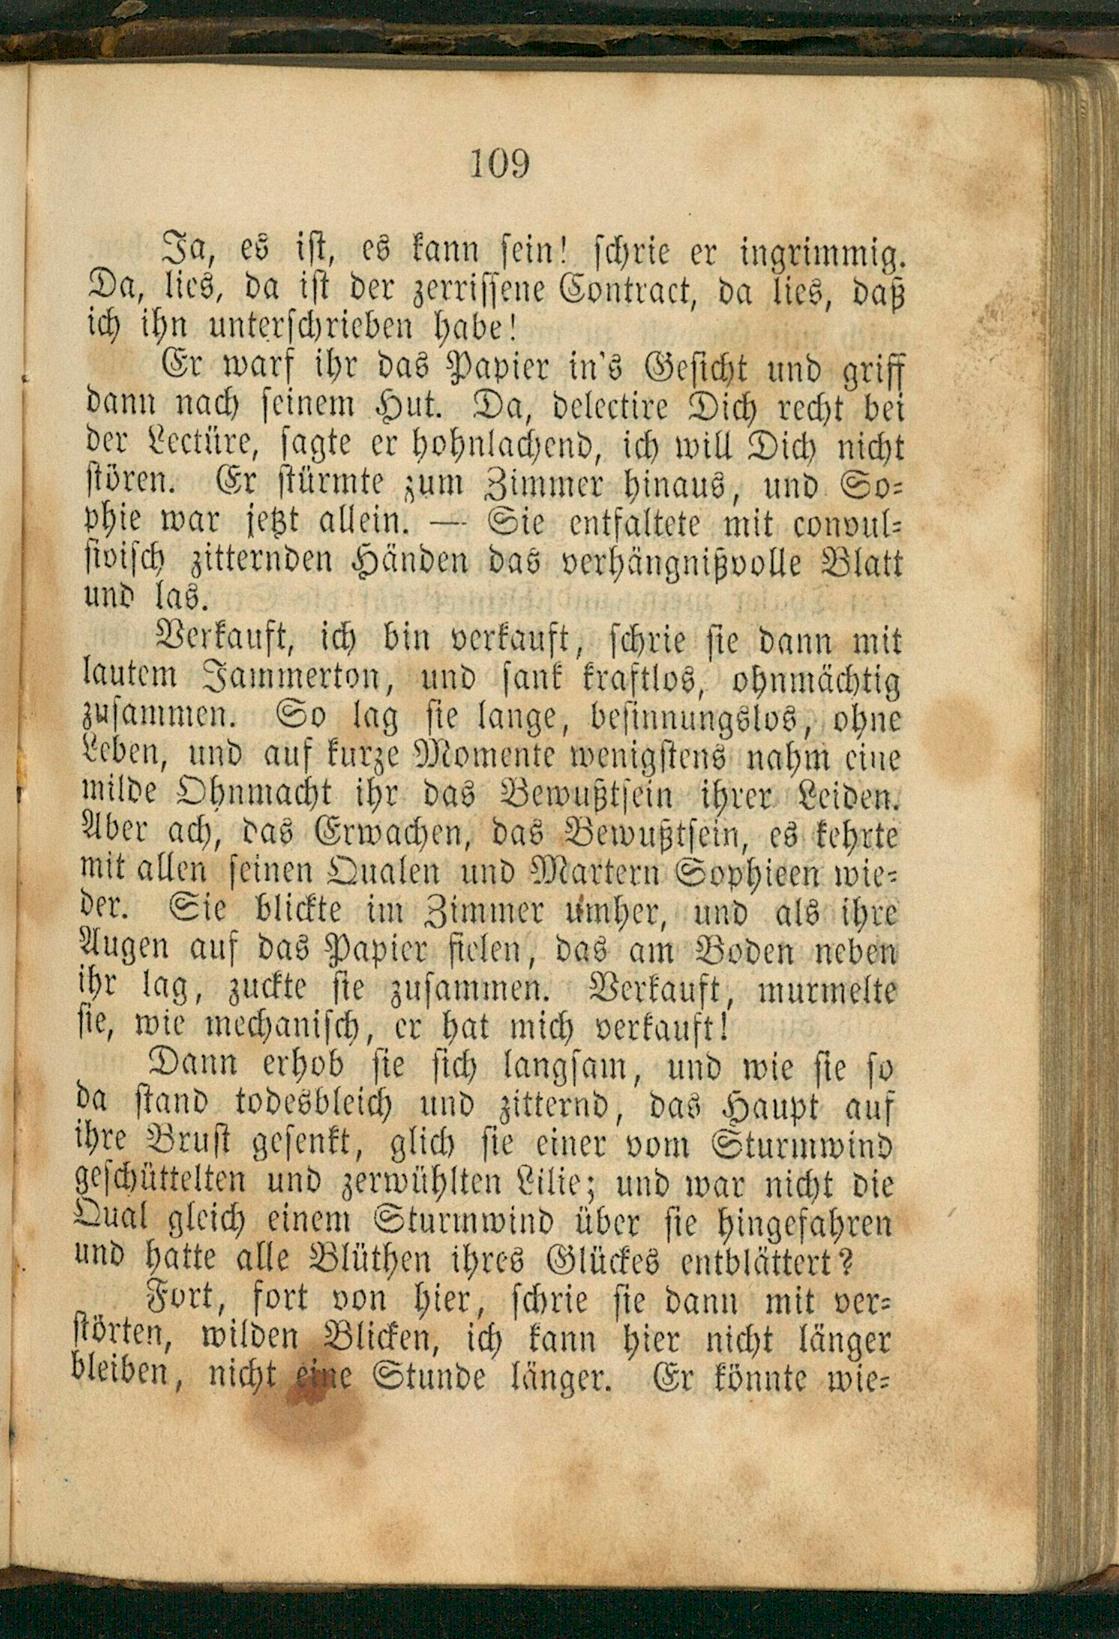 109
Ja, es ist, es kann sein! schrie er ingrimmig.
Da, lies, da ist der zerrissene Contract, da lies, daß
ich ihn unterschrieben habe!
Er warf ihr das Papier in's Gesicht und griff
dann nach seinem Hut. Da, delectire Dich recht bei
der Lectüre, sagte er hohnlachend, ich will Dich nicht
stören. Er stürmte zum Zimmer hinaus, und So-
phie war jetzt allein. — Sie entfaltete mit convul-
sivisch zitternden Händen das verhängnißvolle Blatt
und las.
Verkauft, ich bin verkauft, schrie sie dann mit
lautem Jammerton, und sank kraftlos, ohnmächtig
zusammen. So lag sie lange, besinnungslos, ohne
Leben, und auf kurze Momente wenigstens nahm eine
milde Ohnmacht ihr das Bewußtsein ihrer Leiden.
Aber ach, das Erwachen, das Bewußtsein, es kehrte
mit allen seinen Qualen und Martern Sophieen wie-
der. Sie blickte im Zimmer umher, und als ihre
Augen auf das Papier fielen, das am Boden neben
ihr lag, zuckte sie zusammen. Verkauft, murmelte
sie, wie mechanisch, er hat mich verkauft!
Dann erhob sie sich langsam, und wie sie so
da stand todesbleich und zitternd, das Haupt auf
ihre Brust gesenkt, glich sie einer vom Sturmwind
geschüttelten und zerwühlten Lilie; und war nicht die
Qual gleich einem Sturmwind über sie hingefahren
und hatte alle Blüthen ihres Glückes entblättert?
Fort, fort von hier, schrie sie dann mit ver-
störten, wilden Blicken, ich kann hier nicht länger
bleiben, nicht eine Stunde länger. Er könnte wie-